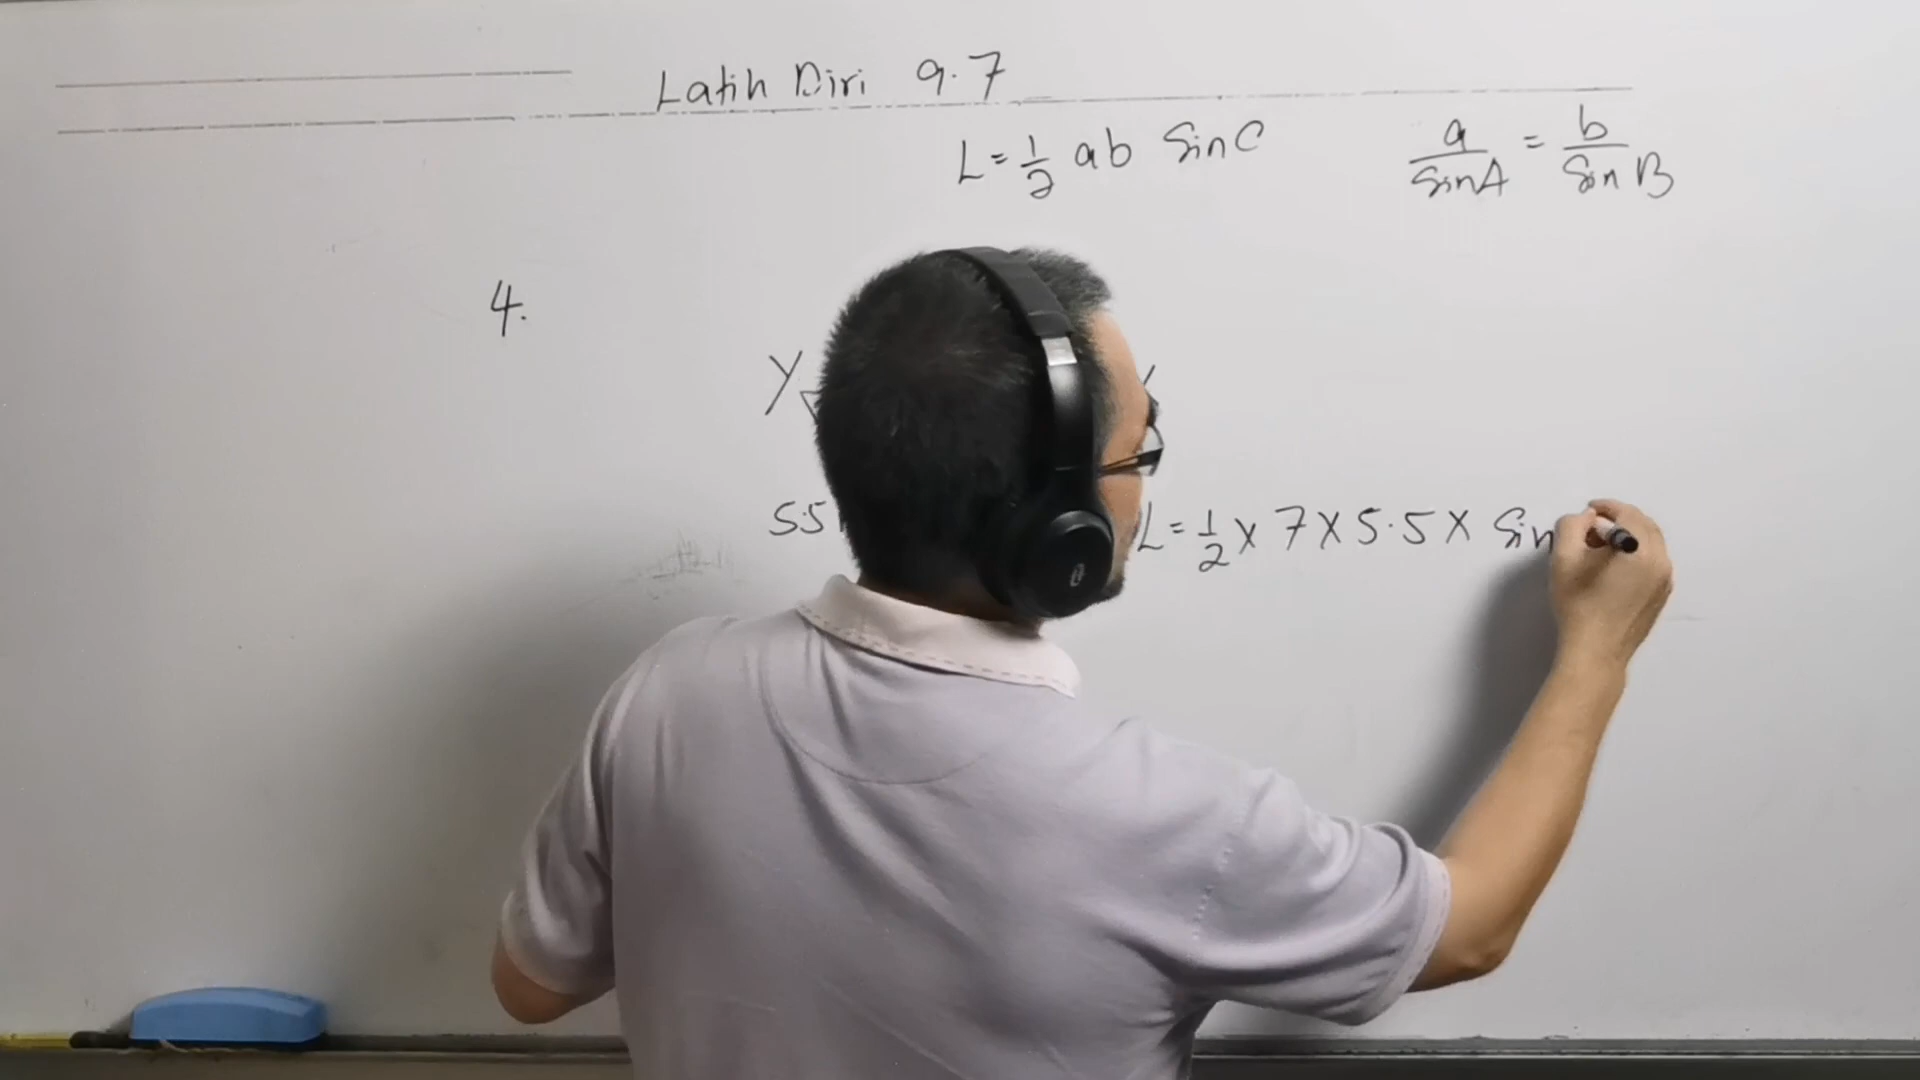 Latih Diri 9.7
L = 1/2 ab Sin C
a/sin A = b/Sin B
4.
Y
5.5
L = 1/2 x 7 x 5.5 x Sin